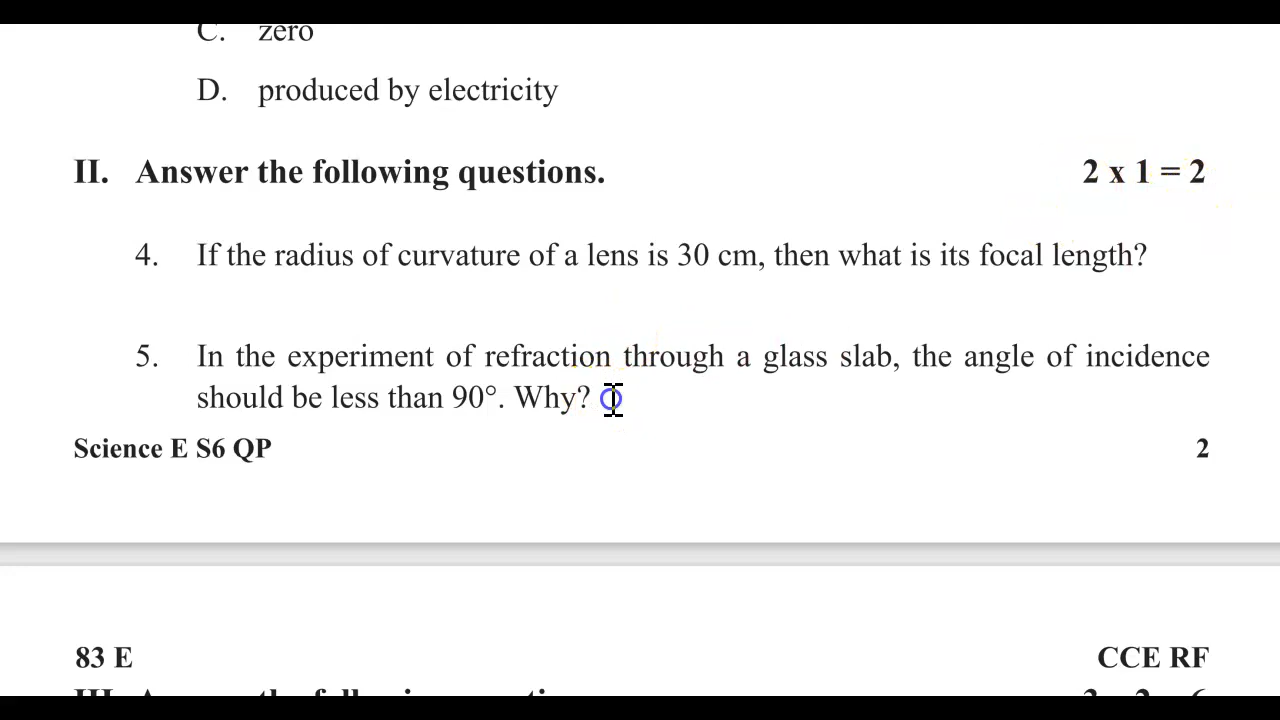 C. zero
D. produced by electricity
II. Answer the following questions. 2 x 1 = 2
4. If the radius of curvature of a lens is 30 cm, then what is its focal length?
5. In the experiment of refraction through a glass slab, the angle of incidence
should be less than 90°. Why?
Science E S6 QP 2
83 E CCE RF